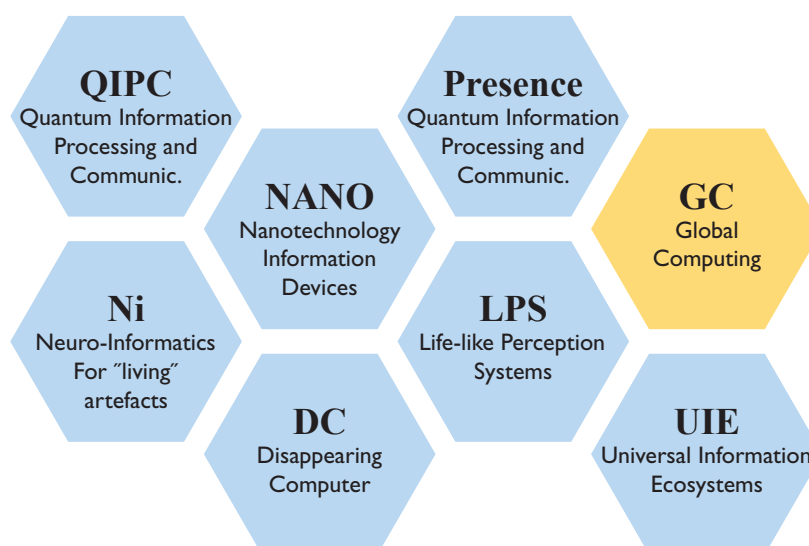 QIPC
Quantum Information
Processing and
Communic.
Presence
Quantum Information
Processing and
Communic.
NANO
Nanotechnology
Information
Devices
GC
Global
Computing
Ni
Neuro-Informatics
For ˝living˝
artefacts
LPS
Life-like Perception
Systems
DC
Disappearing
Computer
UIE
Universal Information
Ecosystems